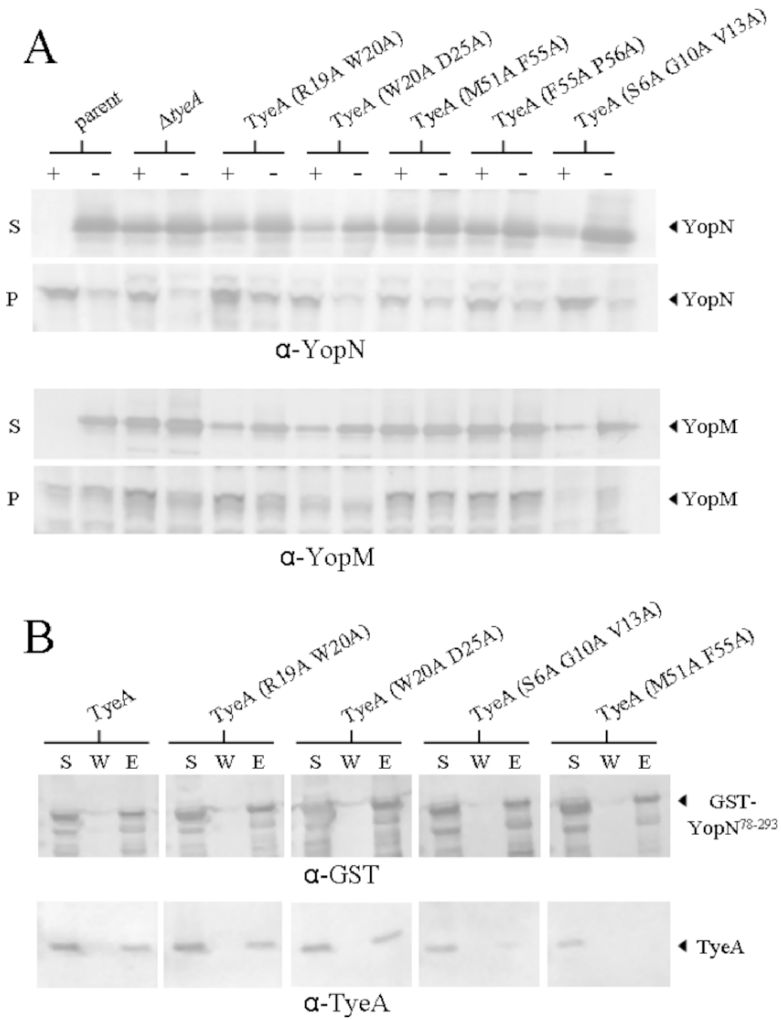 A
parent ΔtyeA TyeA (R19A W20A) TyeA (W20A D25A) TyeA (M51A F55A) TyeA (F55A P56A) TyeA (S6A G10A V13A)
+ - + - + - + - + - + - + -
S YopN
P YopN
α-YopN
S YopM
P YopM
α-YopM
B
TyeA TyeA (R19A W20A) TyeA (W20A D25A) TyeA (S6A G10A V13A) TyeA (M51A F55A)
S W E S W E S W E S W E S W E
GST-
YopN78-293
α-GST
TyeA
α-TyeA